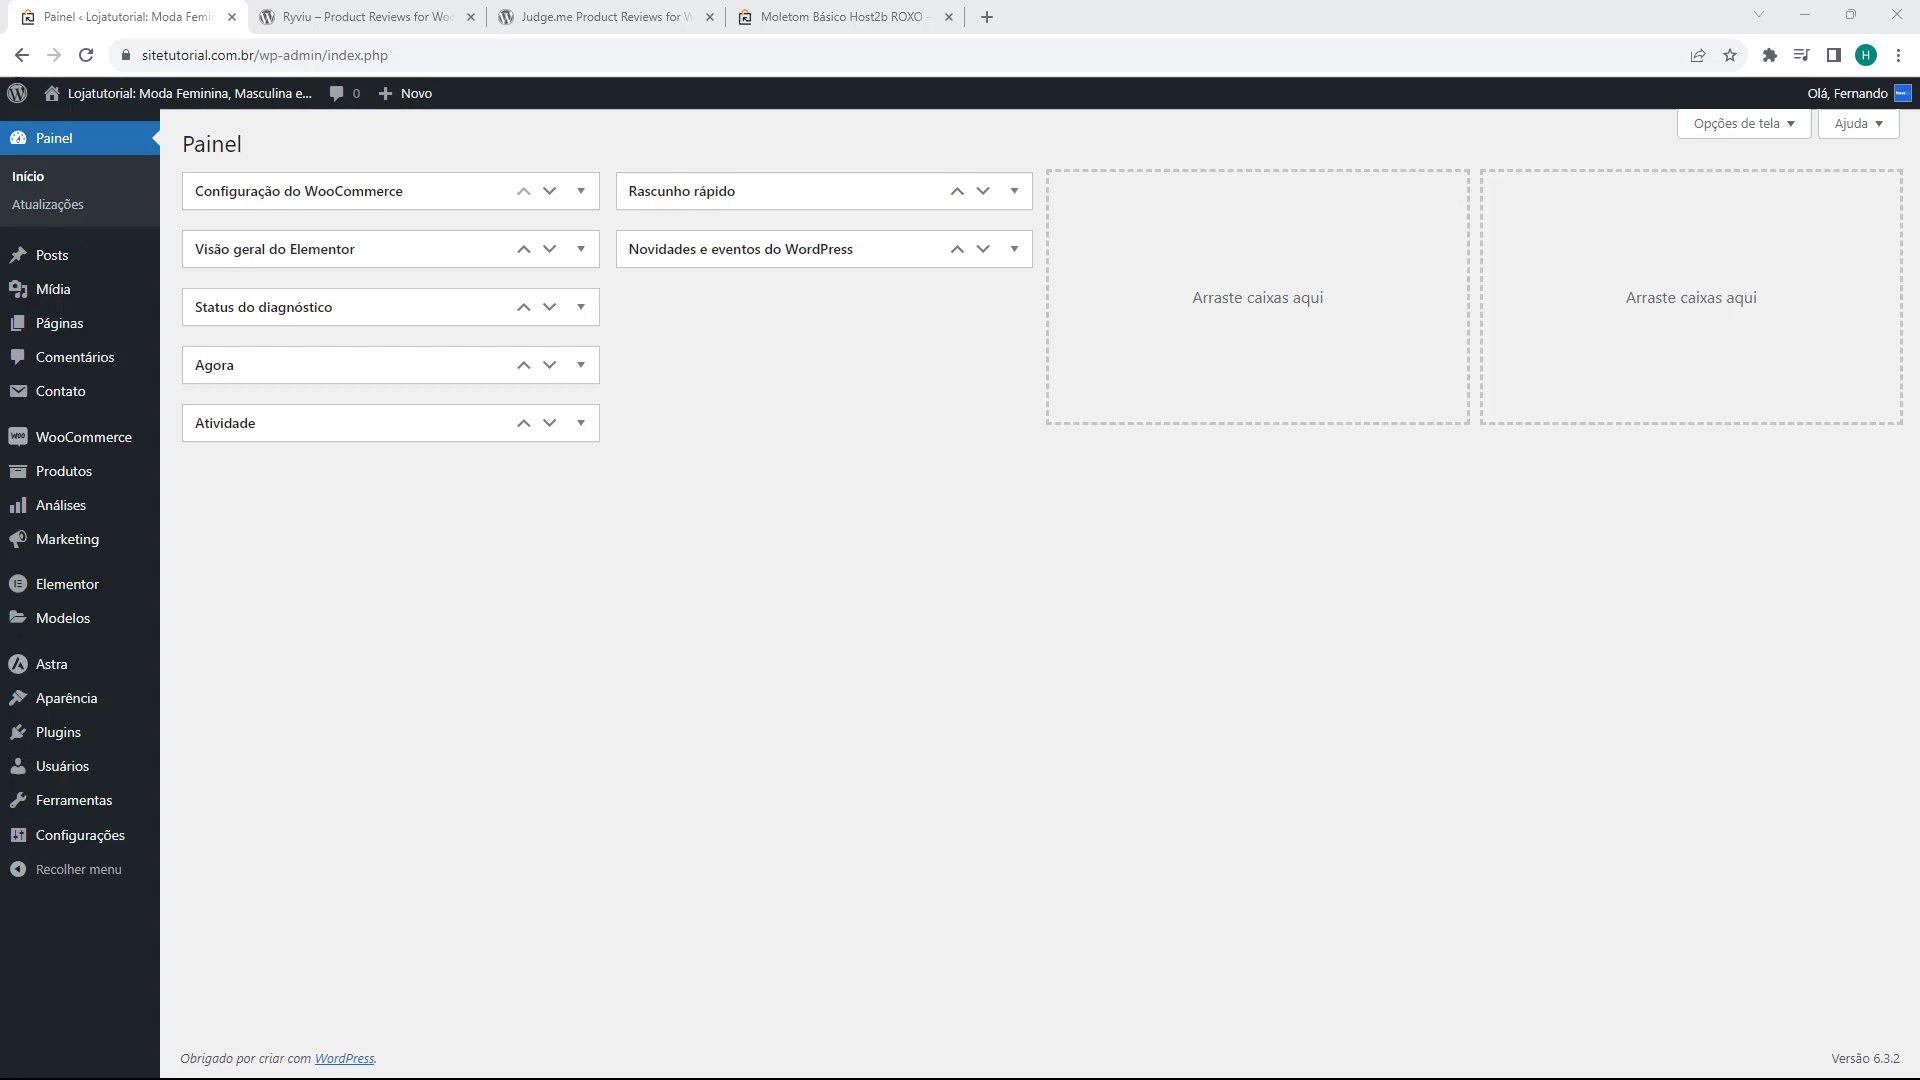 Painel ‹ Lojatutorial: Moda Femin
Ryviu – Product Reviews for Woo
Judge.me Product Reviews for W
Moletom Básico Host2b ROXO -
sitetutorial.com.br/wp-admin/index.php
H
Lojatutorial: Moda Feminina, Masculina e...
0
Novo
Olá, Fernando
Painel
Início
Atualizações
Posts
Mídia
Páginas
Comentários
Contato
WooCommerce
Produtos
Análises
Marketing
Elementor
Modelos
Astra
Aparência
Plugins
Usuários
Ferramentas
Configurações
Recolher menu
Opções de tela
Ajuda
Painel
Configuração do WooCommerce
Visão geral do Elementor
Status do diagnóstico
Agora
Atividade
Rascunho rápido
Novidades e eventos do WordPress
Arraste caixas aqui
Arraste caixas aqui
Obrigado por criar com WordPress.
Versão 6.3.2